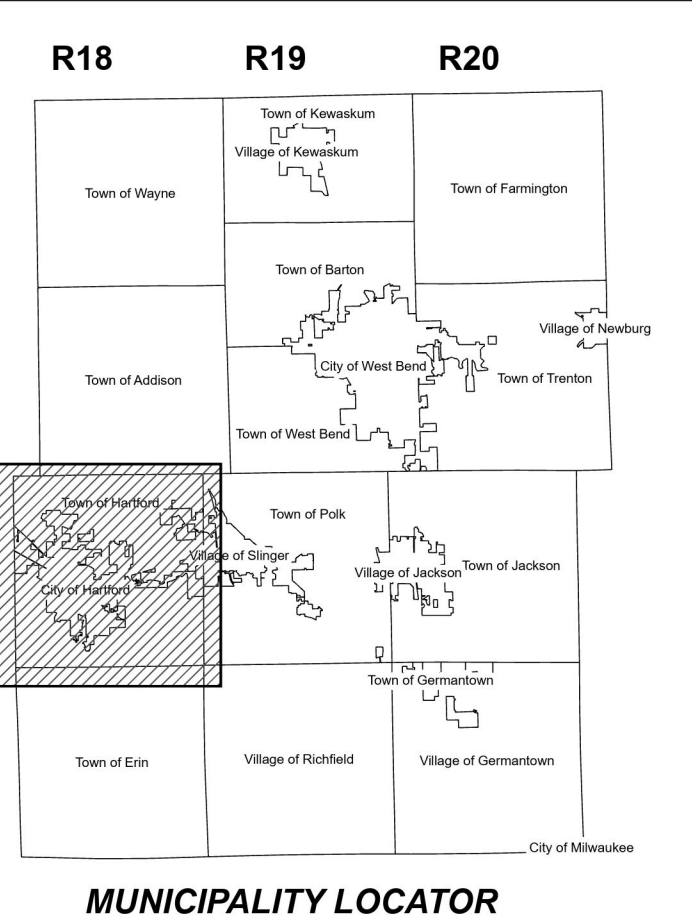 R18 R19 R20
Town of Kewaskum
Village of Kewaskum
Town of Wayne
Town of Farmington
Town of Barton
Village of Newburg
City of West Bend
Town of Addison
Town of Trenton
Town of West Bend
Town of Hartford
Town of Polk
Village of Slinger
Town of Jackson
Village of Jackson
City of Hartford
Town of Germantown
Town of Erin
Village of Richfield
Village of Germantown
City of Milwaukee
MUNICIPALITY LOCATOR